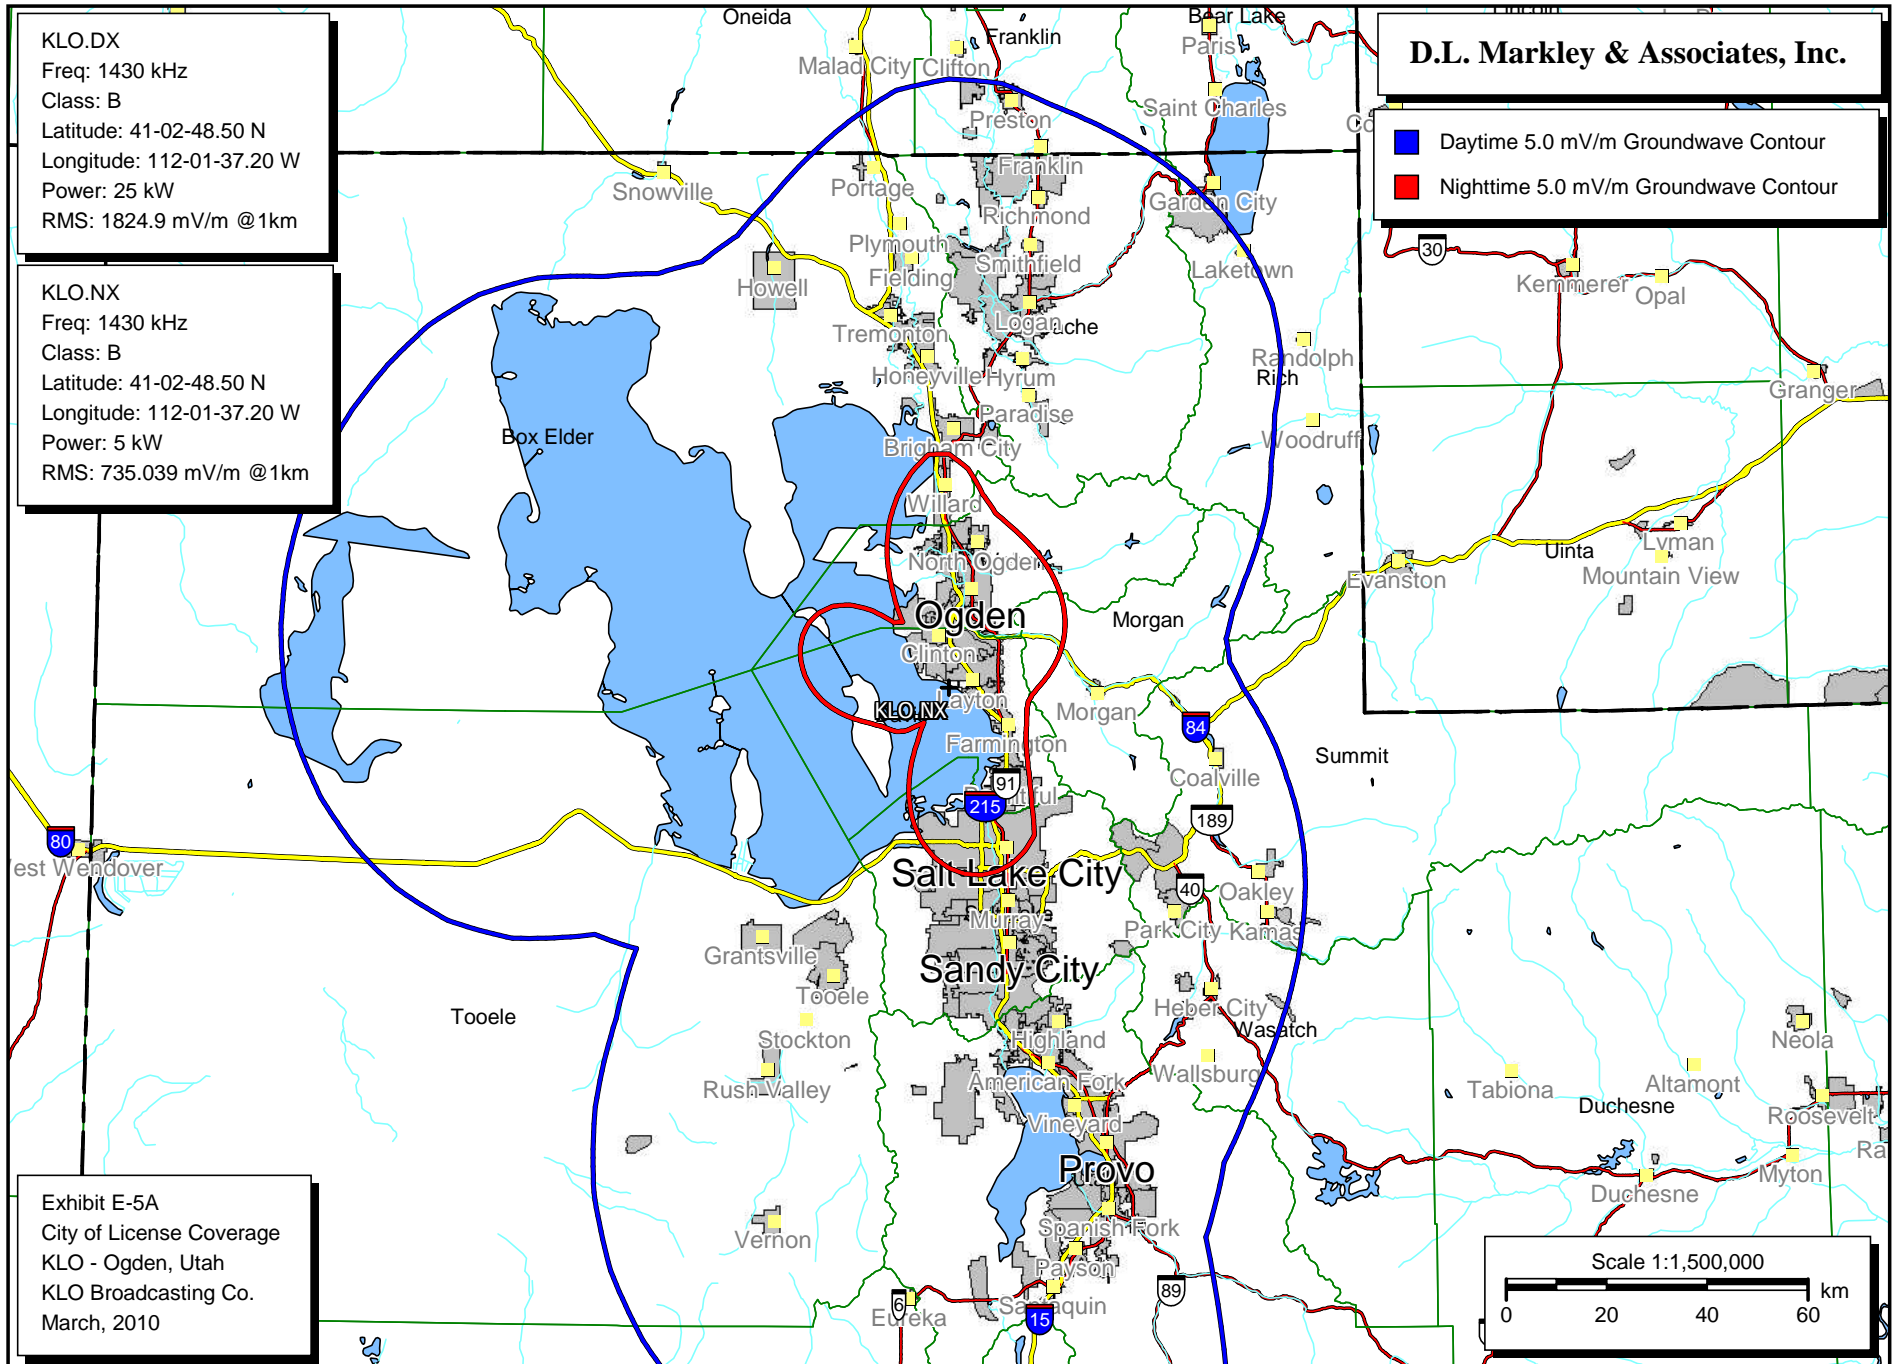 KLO.DX
Freq: 1430 kHz
Class: B
Latitude: 41-02-48.50 N
Longitude: 112-01-37.20 W
Power: 25 kW
RMS: 1824.9 mV/m @1km
KLO.NX
Freq: 1430 kHz
Class: B
Latitude: 41-02-48.50 N
Longitude: 112-01-37.20 W
Power: 5 kW
RMS: 735.039 mV/m @1km
D.L. Markley & Associates, Inc.
Daytime 5.0 mV/m Groundwave Contour
Nighttime 5.0 mV/m Groundwave Contour
Oneida
Franklin
Bear Lake
Paris
Malad City
Clifton
Saint Charles
Preston
Franklin
Portage
Snowville
Richmond
Garden City
Plymouth
Smithfield
Laketown
Fielding
Howell
30
Kemmerer
Opal
Tremonton
Logan
ache
Randolph
Rich
Honeyville
Hyrum
Granger
Paradise
Box Elder
Brigham City
Woodruff
Willard
North Ogden
Uinta
Lyman
Mountain View
Evanston
Ogden
Morgan
Clinton
Layton
KLO.NX
Morgan
84
Farmington
Summit
Coalville
91
215
189
80
est Wendover
Salt Lake City
40
Oakley
Murray
Park City
Kamas
Grantsville
Sandy City
Tooele
Heber City
Tooele
Wasatch
Stockton
Highland
Neola
Rush Valley
American Fork
Wallsburg
Tabiona
Altamont
Duchesne
Roosevelt
Vineyard
Ra
Provo
Myton
Duchesne
Spanish Fork
Vernon
Payson
89
Santaquin
6
Eureka
15
Exhibit E-5A
City of License Coverage
KLO - Ogden, Utah
KLO Broadcasting Co.
March, 2010
Scale 1:1,500,000
km
0 20 40 60